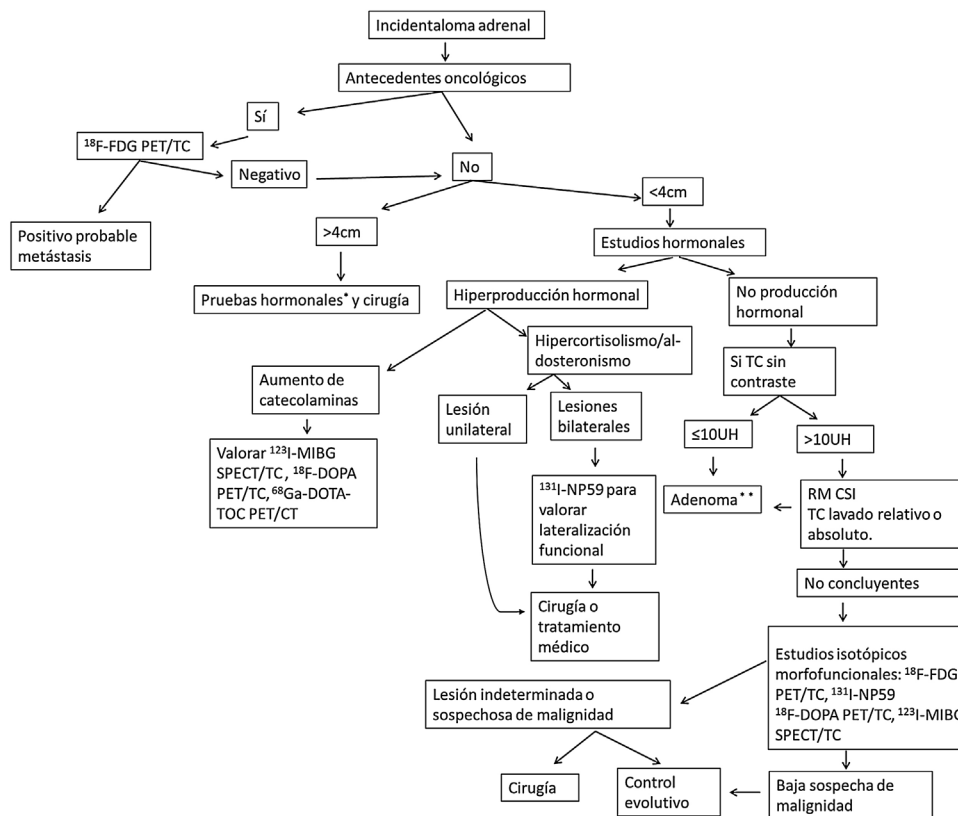 Incidentaloma adrenal
Antecedentes oncológicos
Sí
¹⁸F-FDG PET/TC
Negativo
No
<4cm
Positivo probable
metástasis
>4cm
Estudios hormonales
Pruebas hormonales* y cirugía
Hiperproducción hormonal
No producción
hormonal
Hipercortisolismo/al-
dosteronismo
Si TC sin
contraste
Aumento de
catecolaminas
Lesión
unilateral
Lesiones
bilaterales
≤10UH
>10UH
Valorar ¹²³I-MIBG
SPECT/TC, ¹⁸F-DOPA
PET/TC, ⁶⁸Ga-DOTA-
TOC PET/CT
¹³¹I-NP59 para
valorar
lateralización
funcional
Adenoma**
RM CSI
TC lavado relativo o
absoluto.
No concluyentes
Cirugía o
tratamiento
médico
Estudios isotópicos
morfofuncionales: ¹⁸F-FDG
PET/TC, ¹³¹I-NP59
¹⁸F-DOPA PET/TC, ¹²³I-MIBG
SPECT/TC
Lesión indeterminada o
sospechosa de malignidad
Cirugía
Control
evolutivo
Baja sospecha de
malignidad